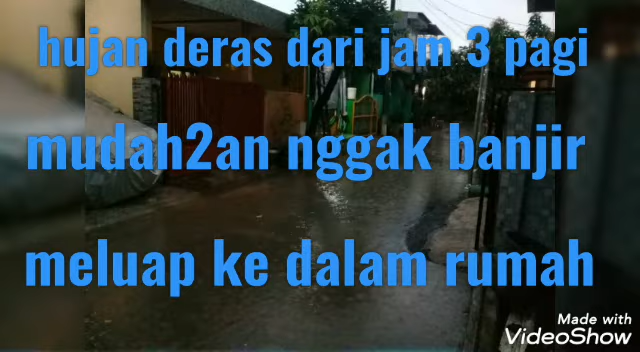 hujan deras dari jam 3 pagi
mudah2an nggak banjir
meluap ke dalam rumah
Made with
VideoShow